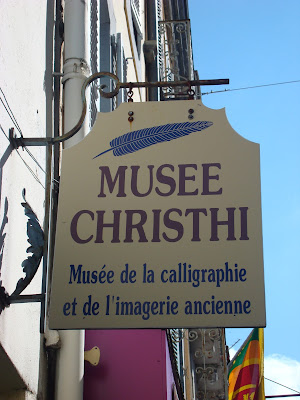 MUSEE
CHRISTHI
Musée de la calligraphie
et de l'imagerie ancienne